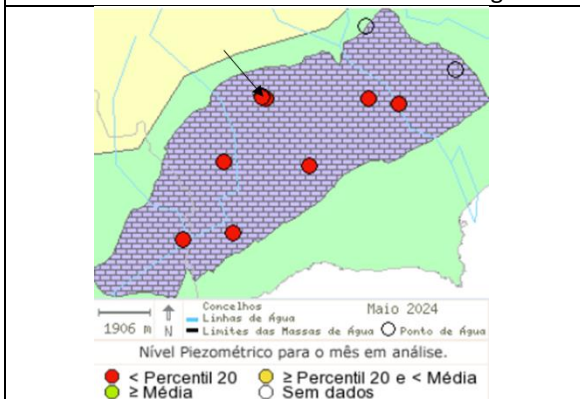 Concelhos
Maio 2024
Linhas de Água
1906 m N Limites das Massas de Água Ponto de Água
Nível Piezométrico para o mês em análise.
< Percentil 20 ≥ Percentil 20 e < Média
≥ Média Sem dados